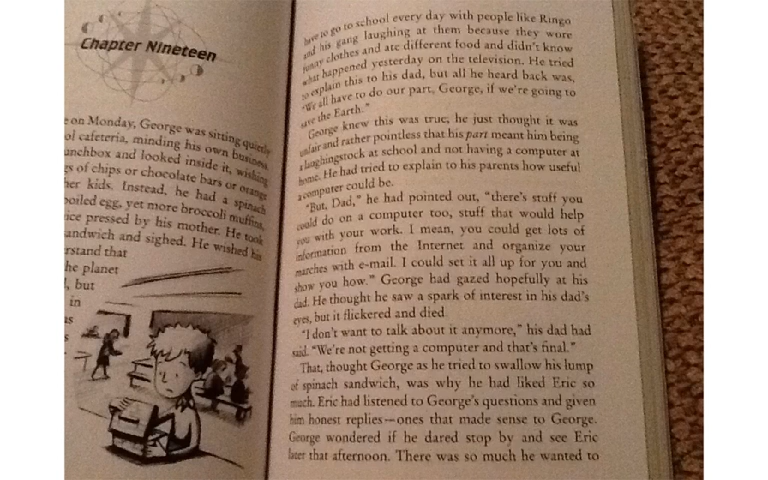 Chapter Nineteen
on Monday, George was sitting quietly
cafeteria, minding his own business,
unchbox and looked inside it, wishing
gs of chips or chocolate bars or orange
her kids. Instead, he had a spinach
boiled egg, yet more broccoli muffins,
ice pressed by his mother. He took
andwich and sighed. He wished his
rstand that
he planet
, but
in
us
s
have to go to school every day with people like Ringo
and his gang laughing at them because they wore
funny clothes and ate different food and didn't know
what happened yesterday on the television. He tried
to explain this to his dad, but all he heard back was,
"We all have to do our part, George, if we're going to
save the Earth."
George knew this was true; he just thought it was
unfair and rather pointless that his part meant him being
a laughingstock at school and not having a computer at
home. He had tried to explain to his parents how useful
a computer could be.
"But, Dad," he had pointed out, "there's stuff you
could do on a computer too, stuff that would help
you with your work. I mean, you could get lots of
information from the Internet and organize your
marches with e-mail. I could set it all up for you and
show you how." George had gazed hopefully at his
dad. He thought he saw a spark of interest in his dad's
eyes, but it flickered and died
"I don't want to talk about it anymore," his dad had
said. "We're not getting a computer and that's final."
That, thought George as he tried to swallow his lump
of spinach sandwich, was why he had liked Eric so
much. Eric had listened to George's questions and given
him honest replies—ones that made sense to George.
George wondered if he dared stop by and see Eric
later that afternoon. There was so much he wanted to